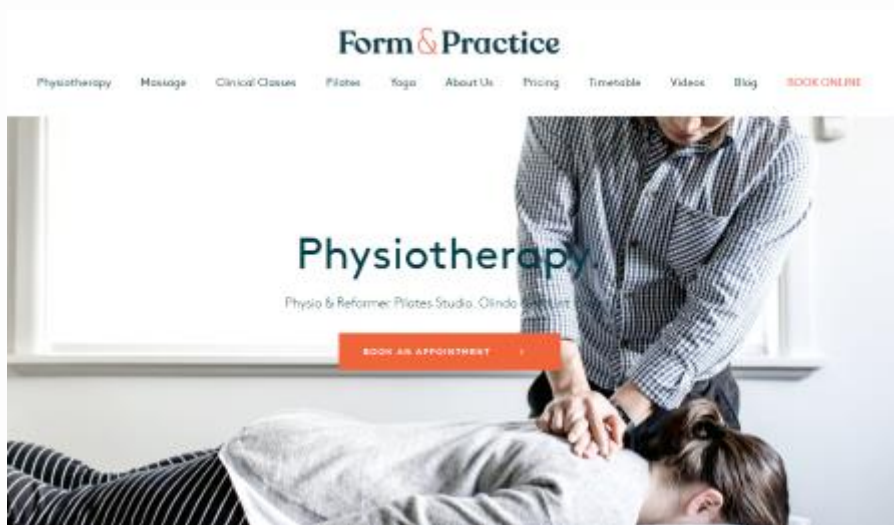 Form & Practice
Physiotherapy Massage Clinical Classes Pilates Yoga About Us Pricing Timetable Videos Blog BOOK ONLINE
Physiotherapy.
Physio & Reformer Pilates Studio. Olinda
BOOK AN APPOINTMENT >